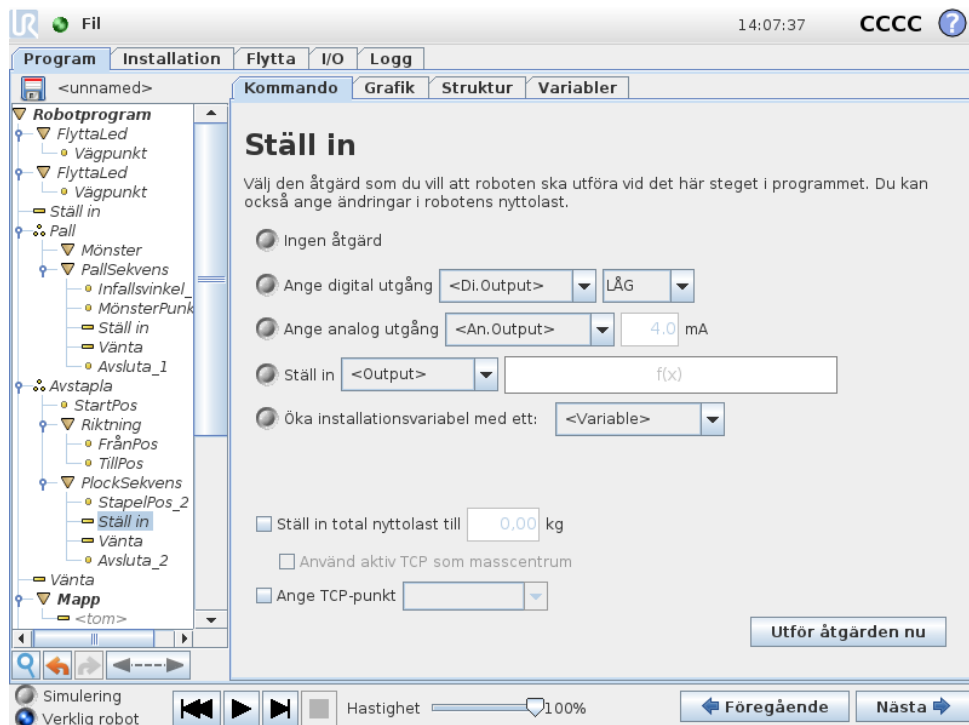 UR Fil 14:07:37 CCCC ?
Program Installation Flytta I/O Logg
<unnamed>
Kommando Grafik Struktur Variabler
Robotprogram
FlyttaLed
Vägpunkt
FlyttaLed
Vägpunkt
Ställ in
Pall
Mönster
PallSekvens
Infallsvinkel_
MönsterPunk
Ställ in
Vänta
Avsluta_1
Avstapla
StartPos
Riktning
FrånPos
TillPos
PlockSekvens
StapelPos_2
Ställ in
Vänta
Avsluta_2
Vänta
Mapp
<tom>
Ställ in
Välj den åtgärd som du vill att roboten ska utföra vid det här steget i programmet. Du kan
också ange ändringar i robotens nyttolast.
Ingen åtgärd
Ange digital utgång <Di.Output> LÅG
Ange analog utgång <An.Output> 4.0 mA
Ställ in <Output> f(x)
Öka installationsvariabel med ett: <Variable>
Ställ in total nyttolast till 0,00 kg
Använd aktiv TCP som masscentrum
Ange TCP-punkt
Utför åtgärden nu
Simulering
Verklig robot
Hastighet 100%
Föregående Nästa